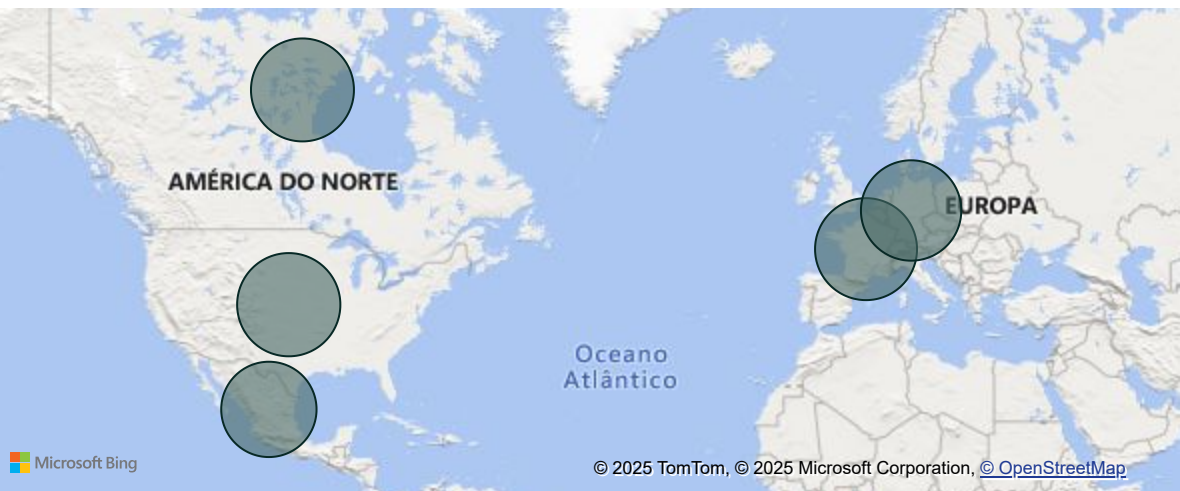 AMÉRICA DO NORTE
EUROPA
Oceano
Atlântico
Microsoft Bing
© 2025 TomTom, © 2025 Microsoft Corporation, © OpenStreetMap